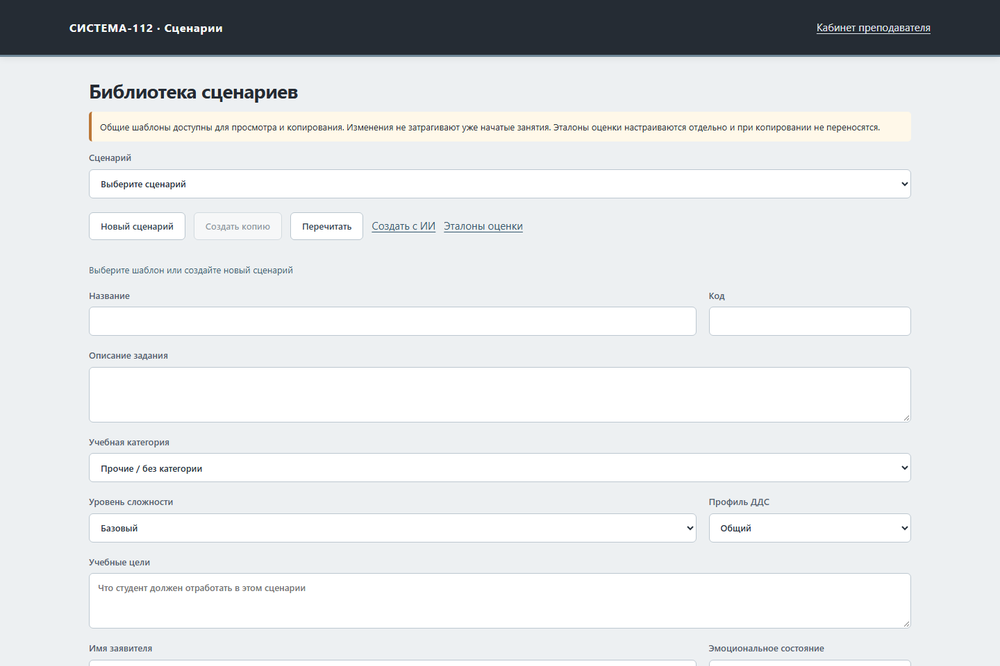 СИСТЕМА-112 · Сценарии
Кабинет преподавателя
Библиотека сценариев
Общие шаблоны доступны для просмотра и копирования. Изменения не затрагивают уже начатые занятия. Эталоны оценки настраиваются отдельно и при копировании не переносятся.
Сценарий
Выберите сценарий
Новый сценарий Создать копию Перечитать Создать с ИИ Эталоны оценки
Выберите шаблон или создайте новый сценарий
Название Код
Описание задания
Учебная категория
Прочие / без категории
Уровень сложности Профиль ДДС
Базовый Общий
Учебные цели
Что студент должен отработать в этом сценарии
Имя заявителя Эмоциональное состояние